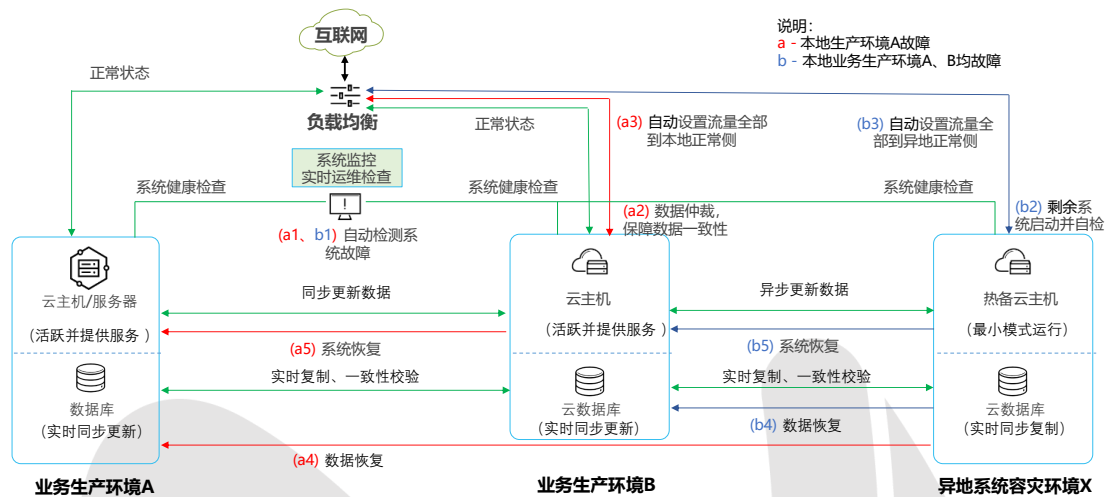 互联网
说明：
a - 本地生产环境A故障
b - 本地业务生产环境A、B均故障
正常状态
负载均衡
正常状态
(a3) 自动设置流量全部
到本地正常侧
(b3) 自动设置流量全
部到异地正常侧
系统监控
实时运维检查
系统健康检查
系统健康检查
系统健康检查
(a1、b1) 自动检测系
统故障
(a2) 数据仲裁，
保障数据一致性
(b2) 剩余系
统启动并自检
云主机/服务器
（活跃并提供服务 ）
同步更新数据
(a5) 系统恢复
云主机
（活跃并提供服务 ）
异步更新数据
(b5) 系统恢复
热备云主机
（最小模式运行）
实时复制、一致性校验
实时复制、一致性校验
数据库
（实时同步更新）
云数据库
（实时同步更新）
(b4) 数据恢复
云数据库
（实时同步复制）
(a4) 数据恢复
业务生产环境A
业务生产环境B
异地系统容灾环境X